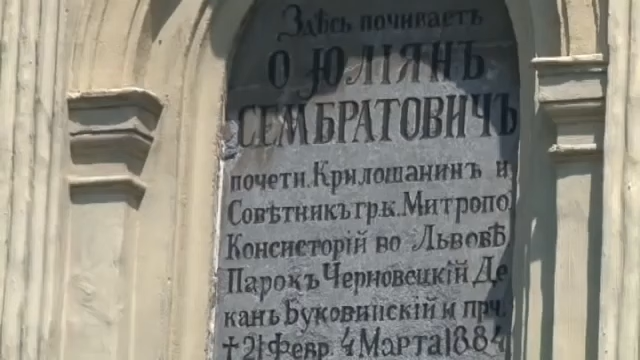 Здѣсь почиваетъ
О ЮЛІЯНЪ
СЕМБРАТОВИЧЪ
почетн. Крилошанинъ и
Совѣтникъ гр.к. Митропо.
Консисторій во Львовѣ,
Парохъ Черновецкій Де
канъ Буковинскій и прч.
† 21 Февр. 4 Марта 1884